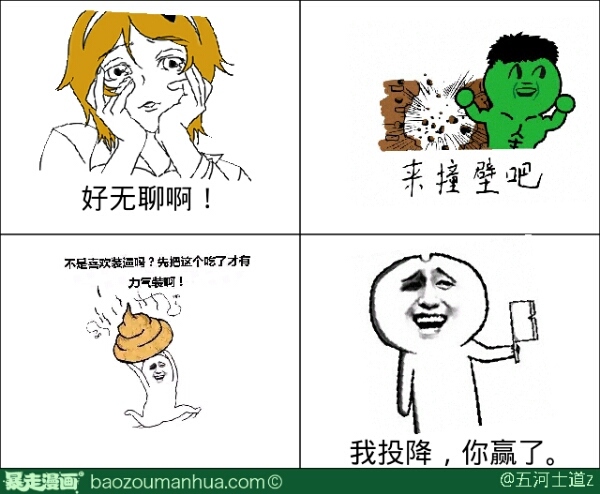 好无聊啊！
来撞壁吧
不是喜欢装逼吗？先把这个吃了才有
力气装啊！
我投降，你赢了。
暴走漫画 baozoumanhua.com
@五河士道z